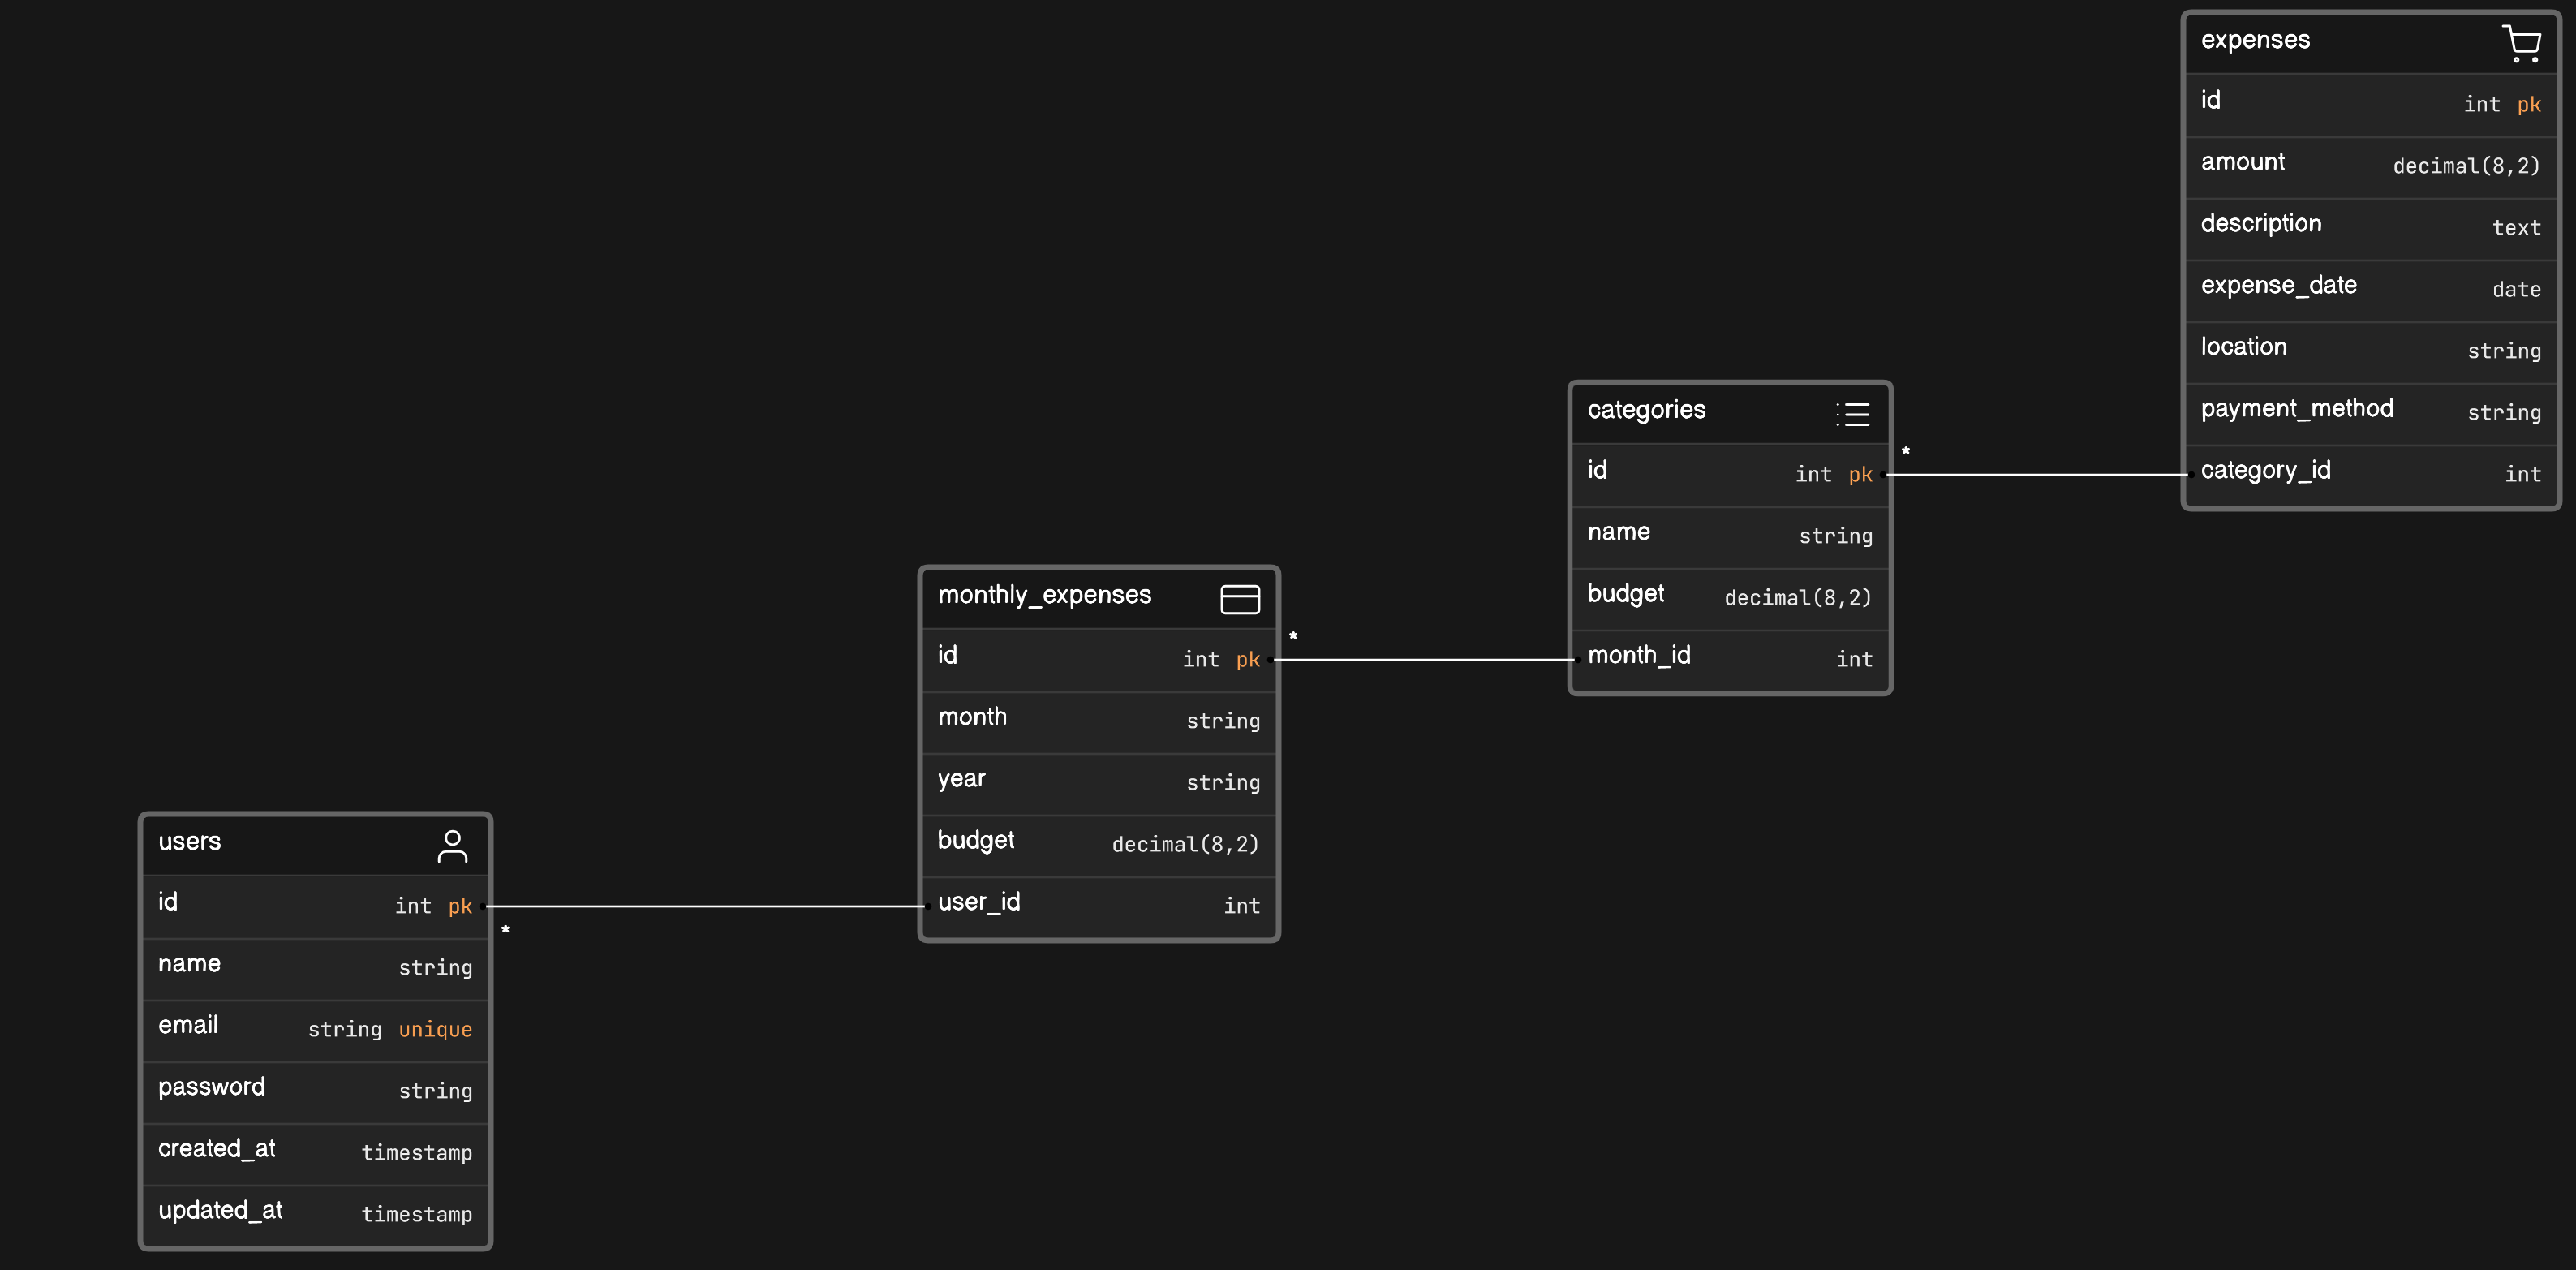 expenses
id int pk
amount decimal(8,2)
description text
expense_date date
location string
payment_method string
category_id int
categories
*
id int pk
name string
budget decimal(8,2)
month_id int
monthly_expenses
*
id int pk
month string
year string
budget decimal(8,2)
user_id int
users
id int pk
*
name string
email string unique
password string
created_at timestamp
updated_at timestamp